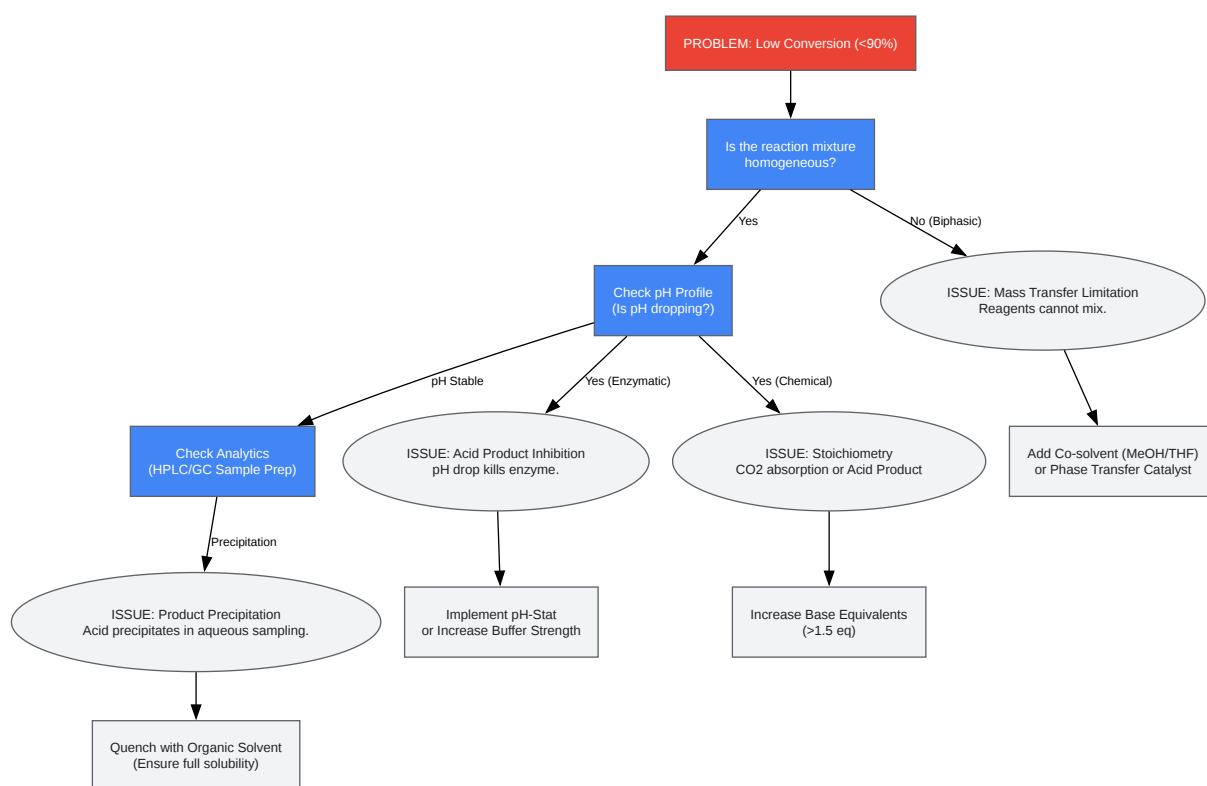 PROBLEM: Low Conversion (<90%)
Is the reaction mixture
homogeneous?
Yes
No (Biphasic)
Check pH Profile
(Is pH dropping?)
ISSUE: Mass Transfer Limitation
Reagents cannot mix.
pH Stable
Yes (Enzymatic)
Yes (Chemical)
Check Analytics
(HPLC/GC Sample Prep)
ISSUE: Acid Product Inhibition
pH drop kills enzyme.
ISSUE: Stoichiometry
CO2 absorption or Acid Product
Add Co-solvent (MeOH/THF)
or Phase Transfer Catalyst
Precipitation
ISSUE: Product Precipitation
Acid precipitates in aqueous sampling.
Implement pH-Stat
or Increase Buffer Strength
Increase Base Equivalents
(>1.5 eq)
Quench with Organic Solvent
(Ensure full solubility)